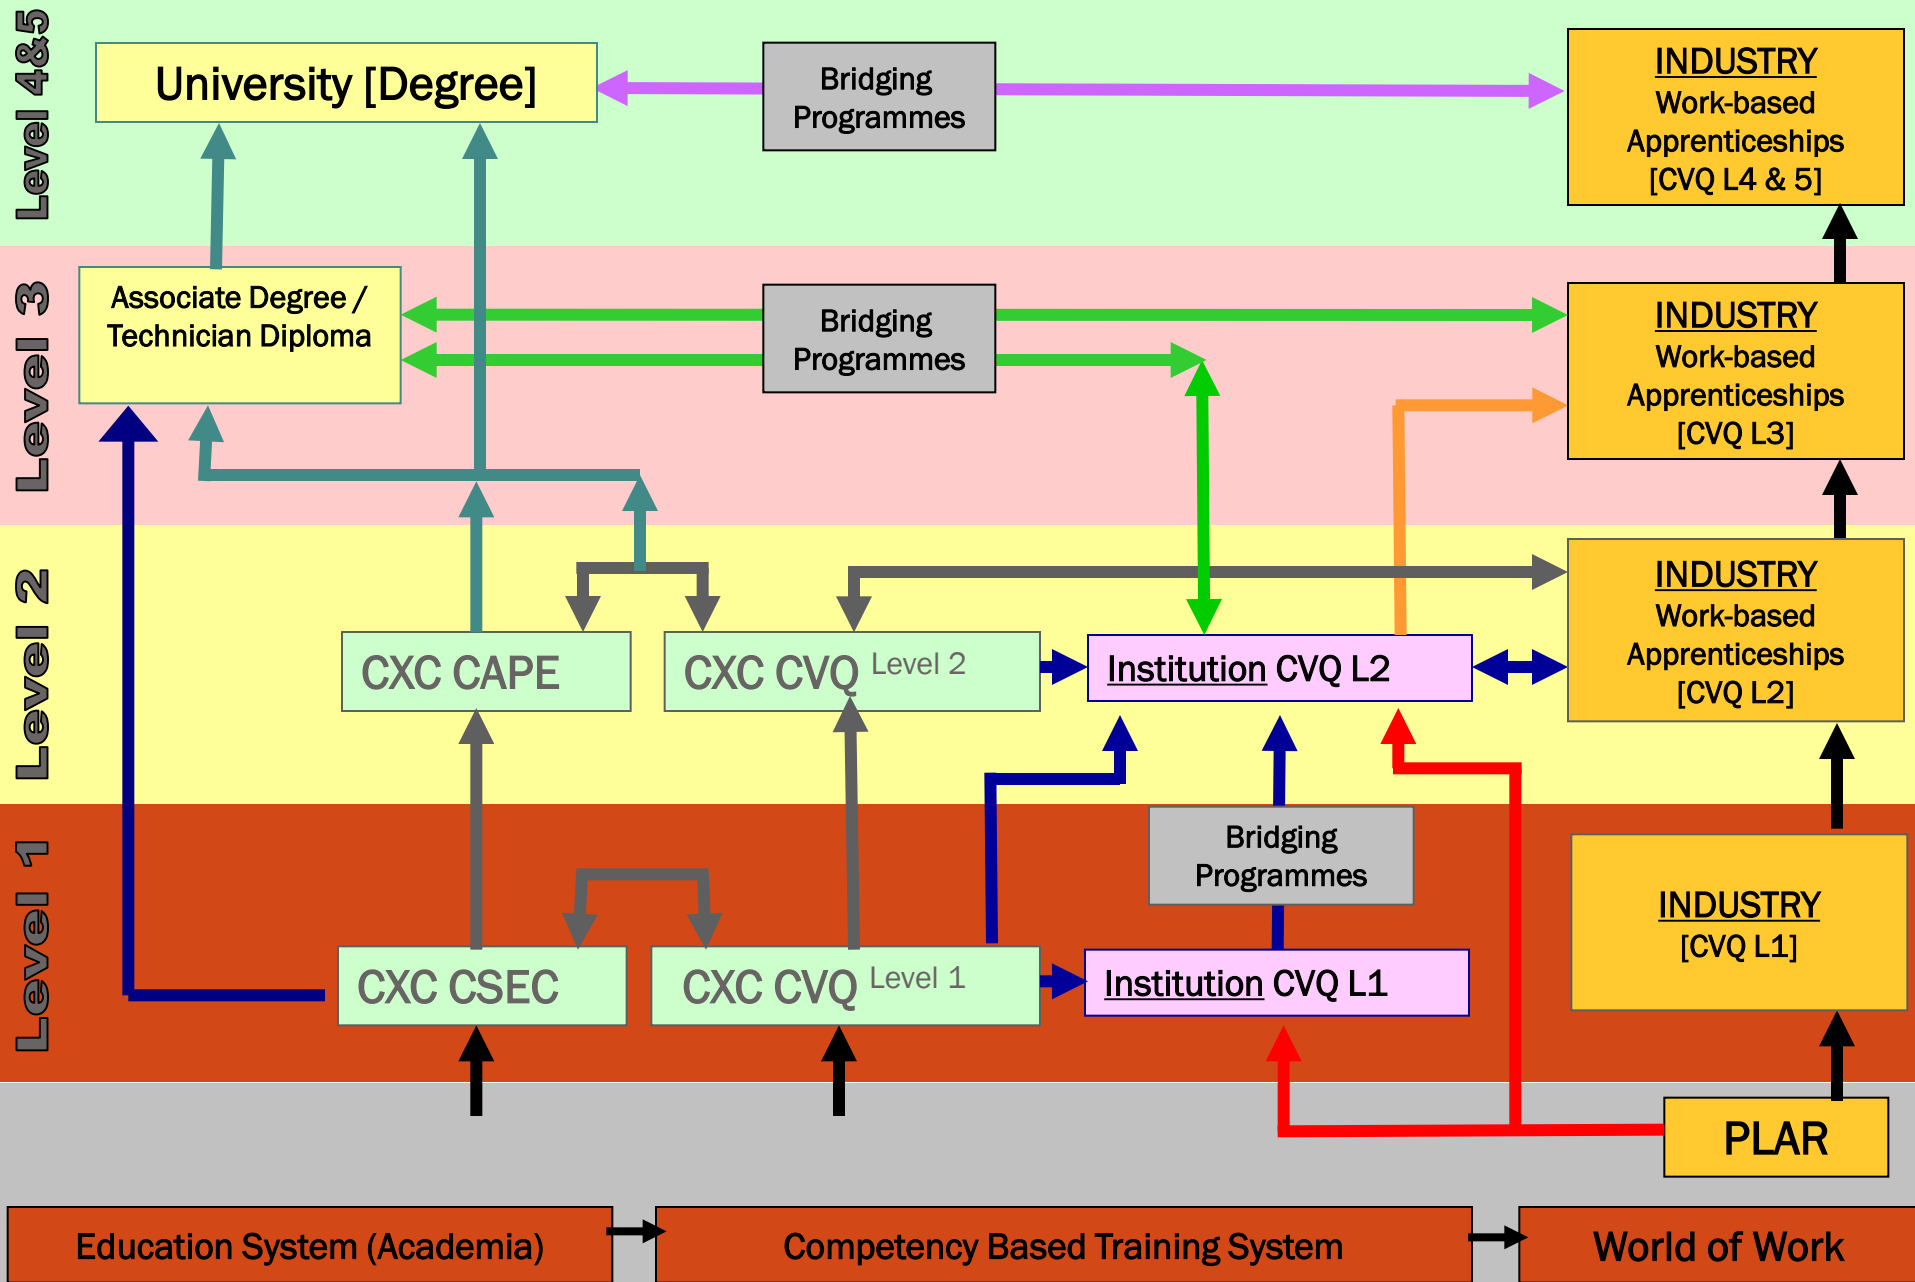 Level 4&5
University [Degree]
Bridging
Programmes
INDUSTRY
Work-based
Apprenticeships
[CVQ L4 & 5]
Level 3
Associate Degree /
Technician Diploma
Bridging
Programmes
INDUSTRY
Work-based
Apprenticeships
[CVQ L3]
Level 2
CXC CAPE
CXC CVQ Level 2
Institution CVQ L2
INDUSTRY
Work-based
Apprenticeships
[CVQ L2]
Level 1
Bridging
Programmes
CXC CSEC
CXC CVQ Level 1
Institution CVQ L1
INDUSTRY
[CVQ L1]
PLAR
Education System (Academia)
Competency Based Training System
World of Work